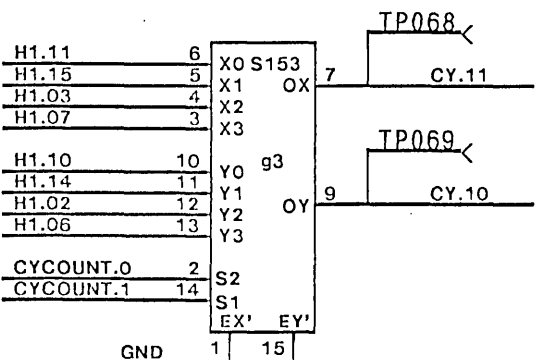 TP068
H1.11 6 X0 S153 7 CY.11
H1.15 5 X1 OX
H1.03 4 X2
H1.07 3 X3
TP069
H1.10 10 Y0 g3
H1.14 11 Y1 9 CY.10
H1.02 12 Y2 OY
H1.06 13 Y3
CYCOUNT.0 2 S2
CYCOUNT.1 14 S1
EX' EY'
GND 1 15